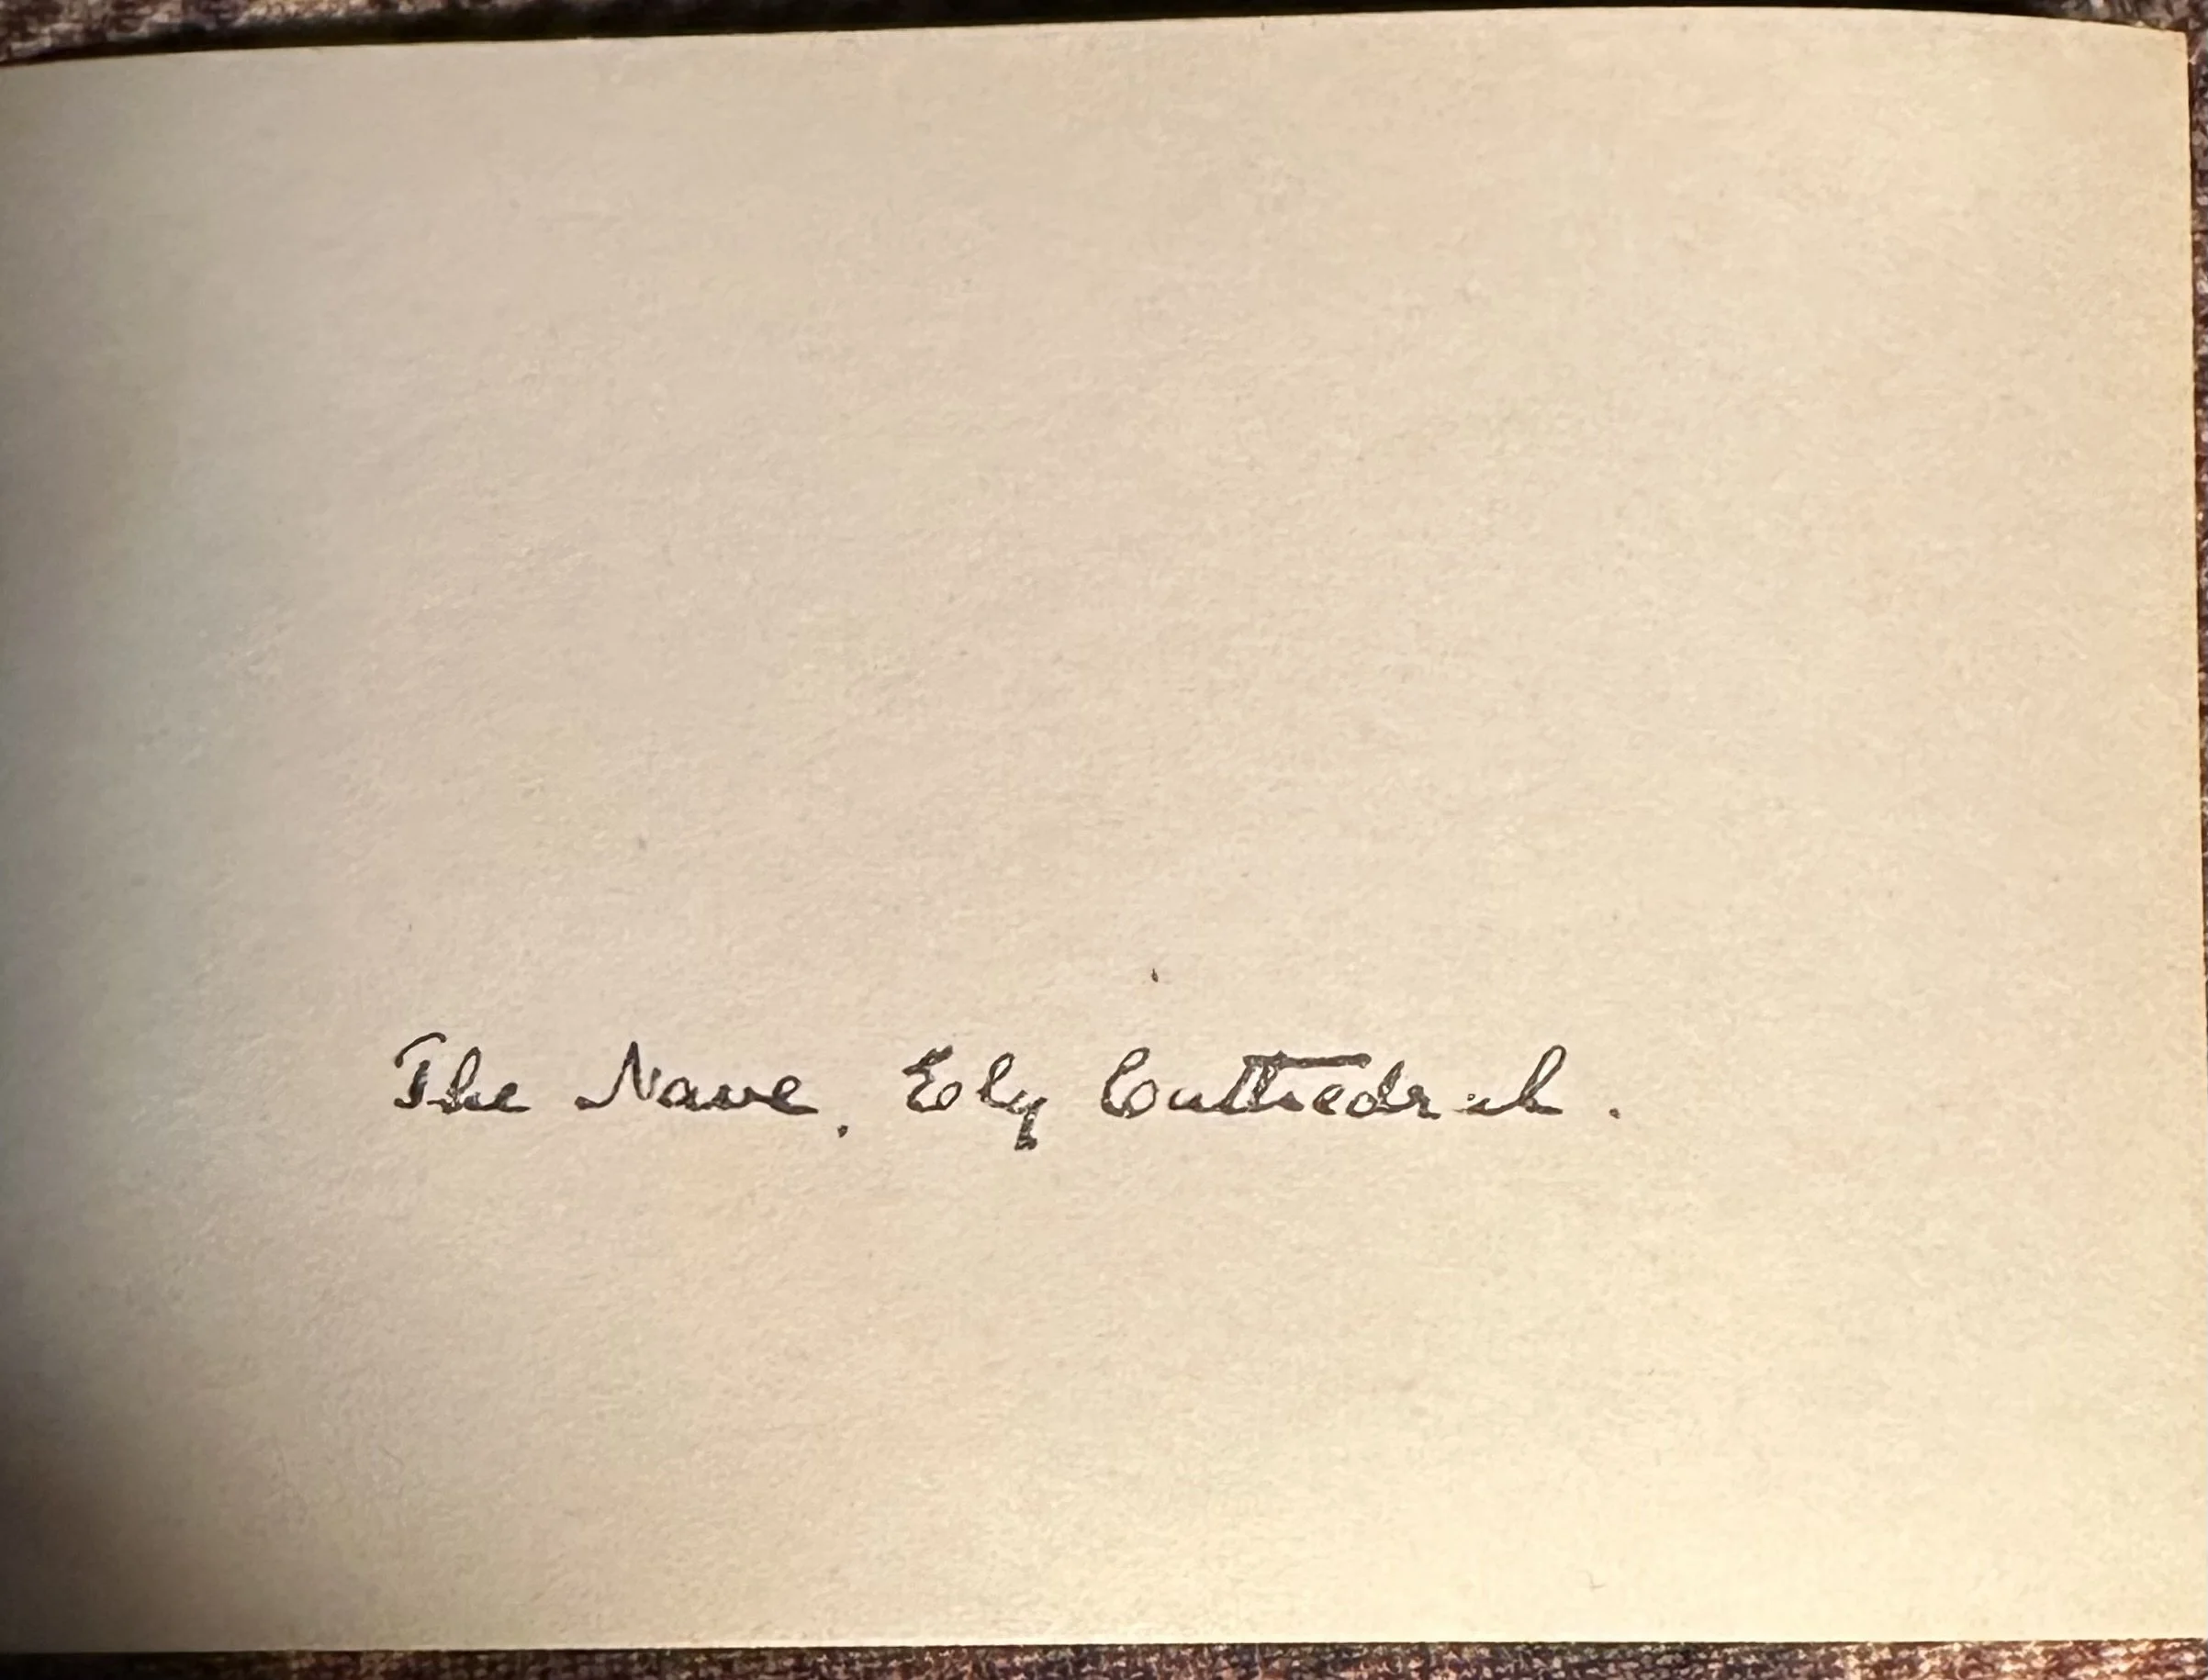 The Nave, Ely Cathedral.